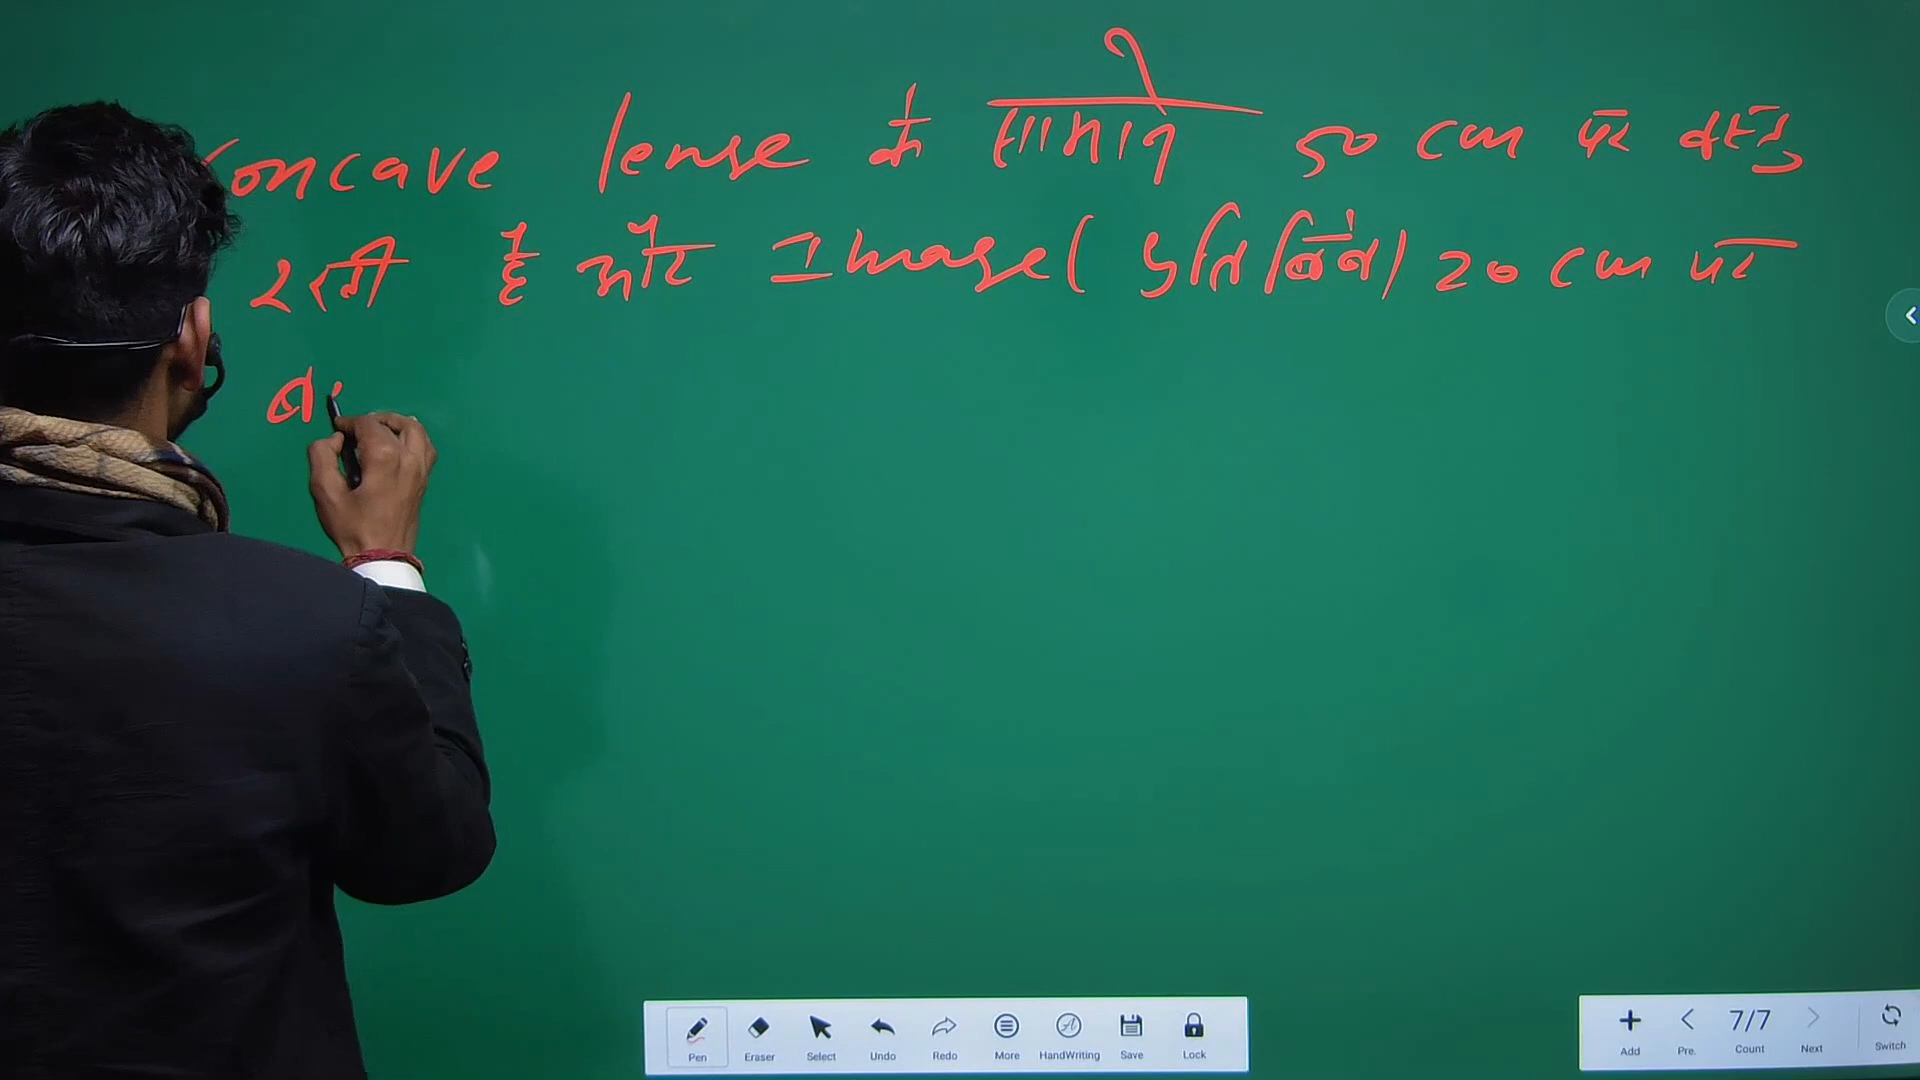 concave lense के सामने 50 cm पर वस्तु
रखी है और Image (प्रतिबिंब) 20 cm पर
ब
Pen Eraser Select Undo Redo More HandWriting Save Lock
7/7
Add Pre. Count Next Switch